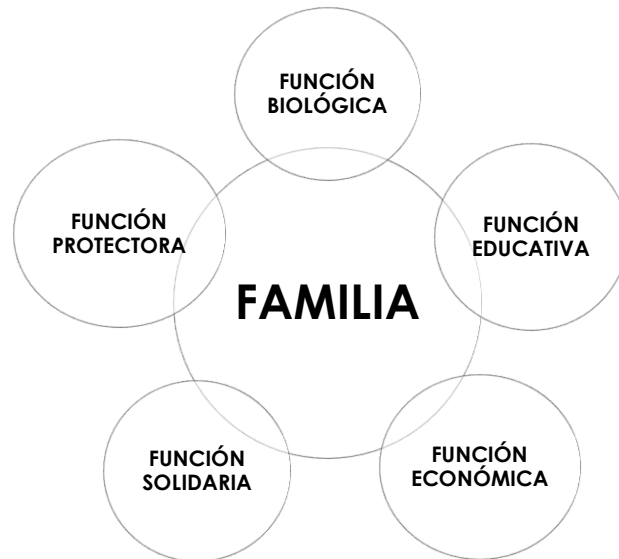 FUNCIÓN
BIOLÓGICA
FUNCIÓN
PROTECTORA
FUNCIÓN
EDUCATIVA
FAMILIA
FUNCIÓN
SOLIDARIA
FUNCIÓN
ECONÓMICA